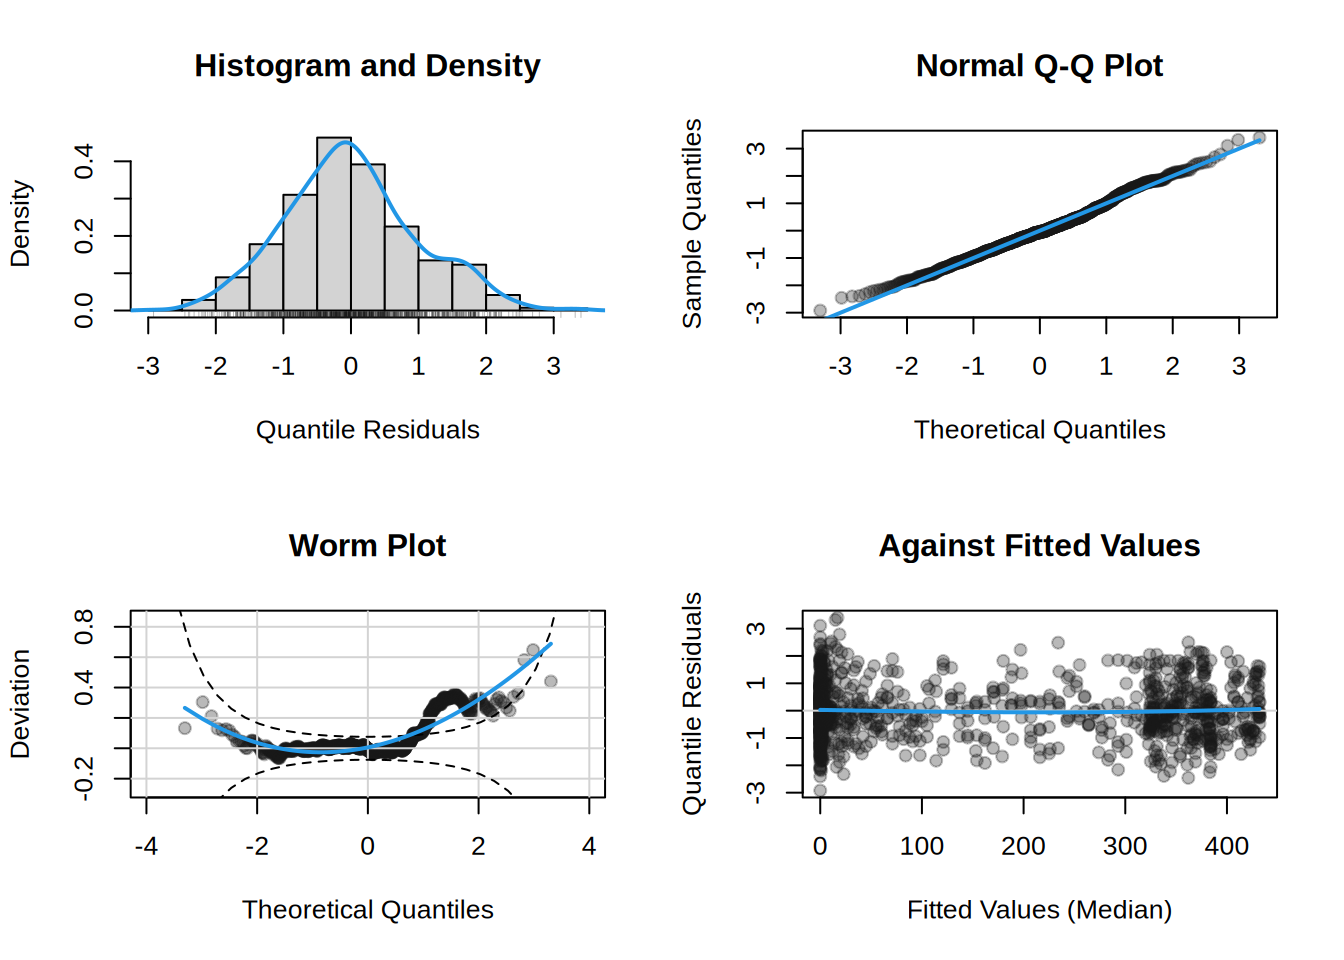 Histogram and Density
Density
0.0 0.2 0.4
-3 -2 -1 0 1 2 3
Quantile Residuals
Normal Q-Q Plot
Sample Quantiles
-3 -1 1 3
-3 -2 -1 0 1 2 3
Theoretical Quantiles
Worm Plot
Deviation
-0.2 0.4 0.8
-4 -2 0 2 4
Theoretical Quantiles
Against Fitted Values
Quantile Residuals
-3 -1 1 3
0 100 200 300 400
Fitted Values (Median)